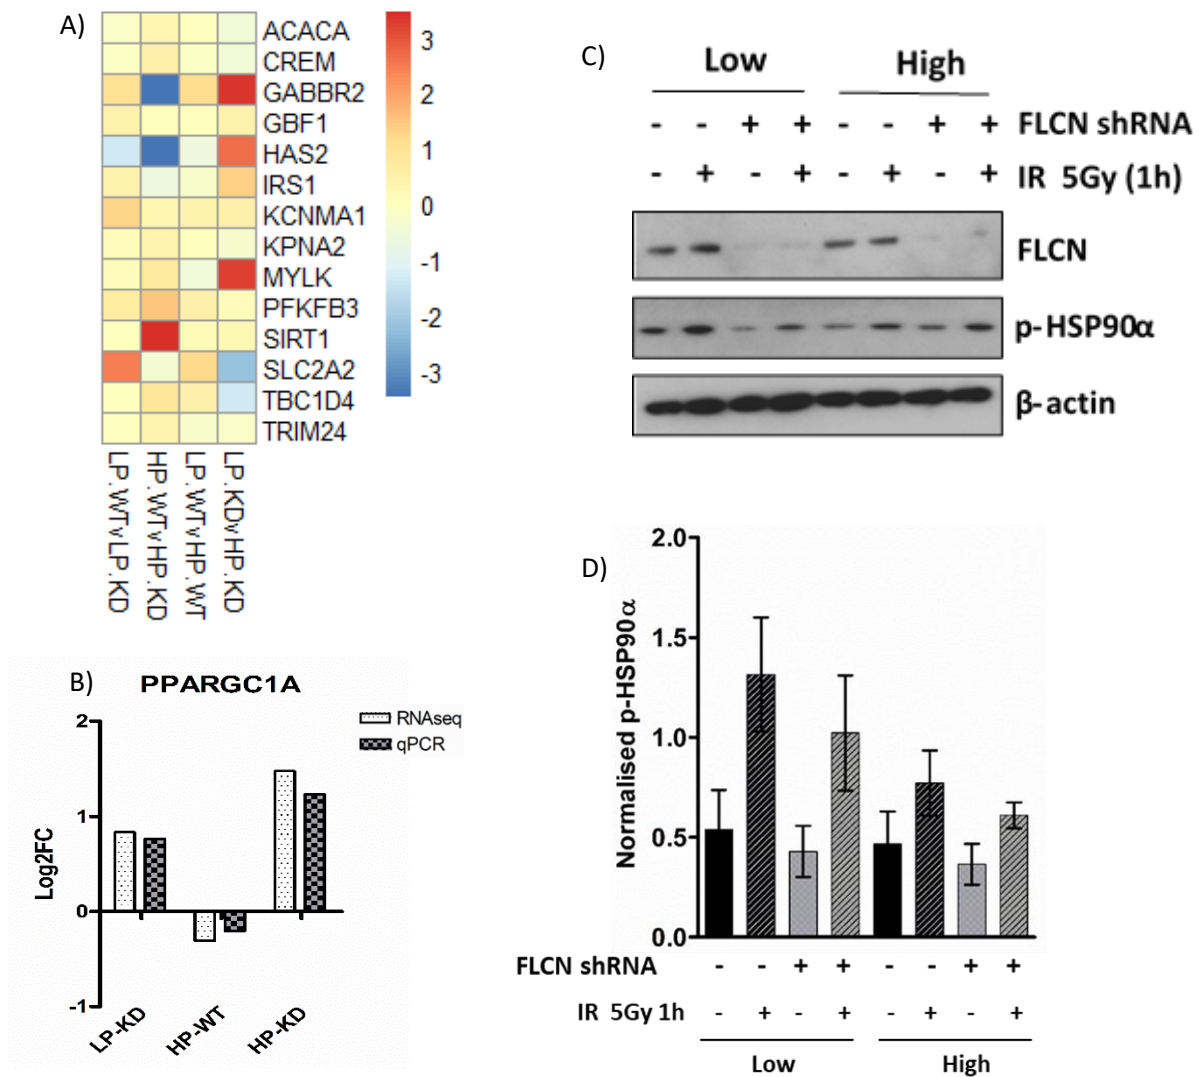 A)
ACACA
CREM
GABBR2
GBF1
HAS2
IRS1
KCNMA1
KPNA2
MYLK
PFKFB3
SIRT1
SLC2A2
TBC1D4
TRIM24
3
2
1
0
-1
-2
-3
LP.WTvLP.KD
HP.WTvHP.KD
LP.WTvHP.WT
LP.KDvHP.KD
B)
PPARGC1A
RNAseq
qPCR
Log2FC
2
1
0
-1
LP-KD
HP-WT
HP-KD
C)
Low High
- - + + - - + + FLCN shRNA
- + - + - + - + IR 5Gy (1h)
FLCN
p-HSP90α
β-actin
D)
Normalised p-HSP90α
2.0
1.5
1.0
0.5
0.0
FLCN shRNA - - + + - - + +
IR 5Gy 1h - + - + - + - +
Low High